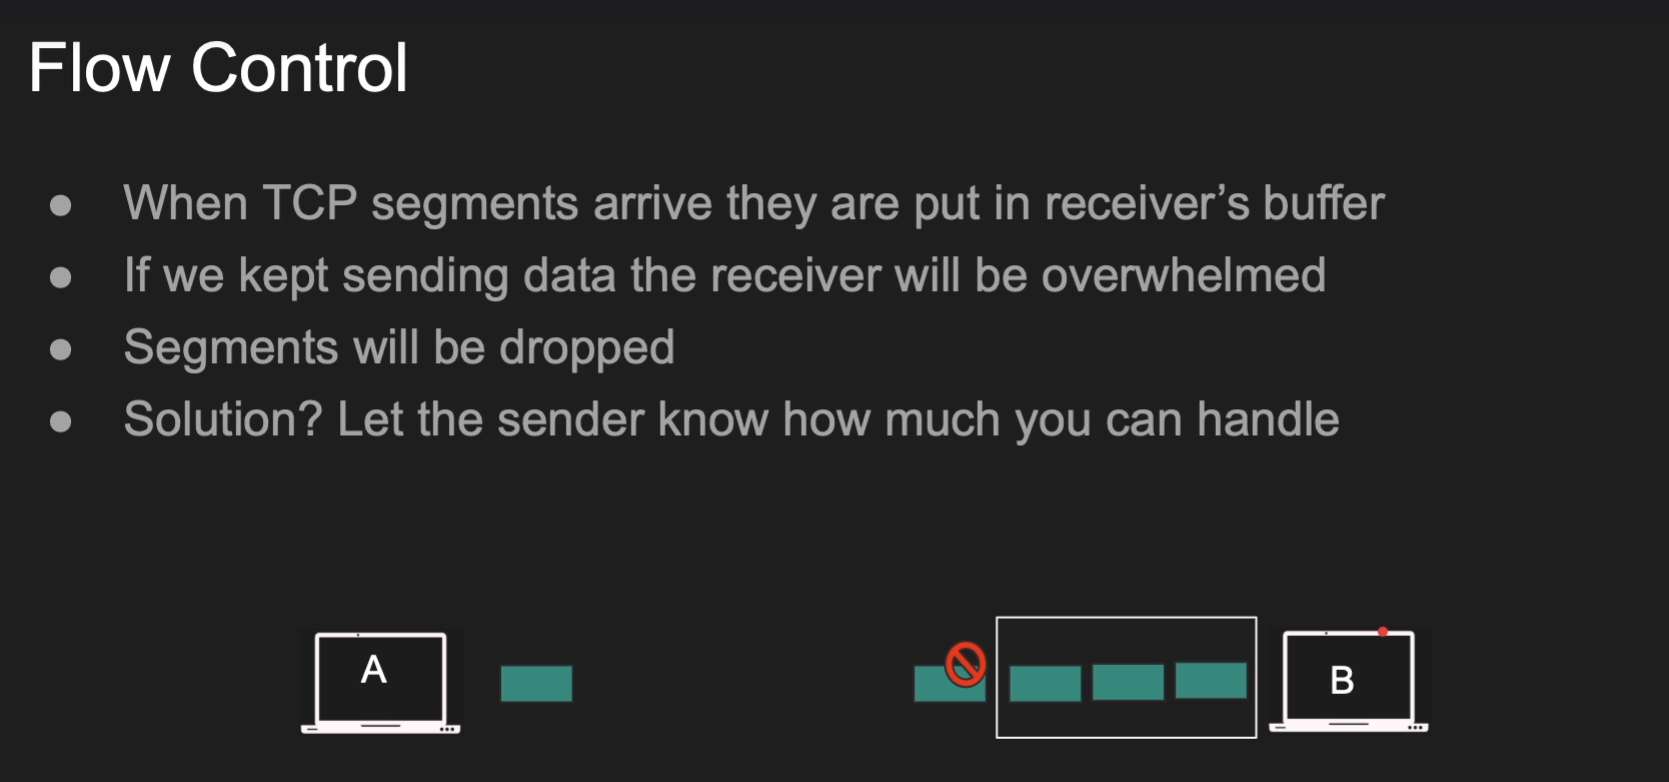 Flow Control
● When TCP segments arrive they are put in receiver’s buffer
● If we kept sending data the receiver will be overwhelmed
● Segments will be dropped
● Solution? Let the sender know how much you can handle
A
B